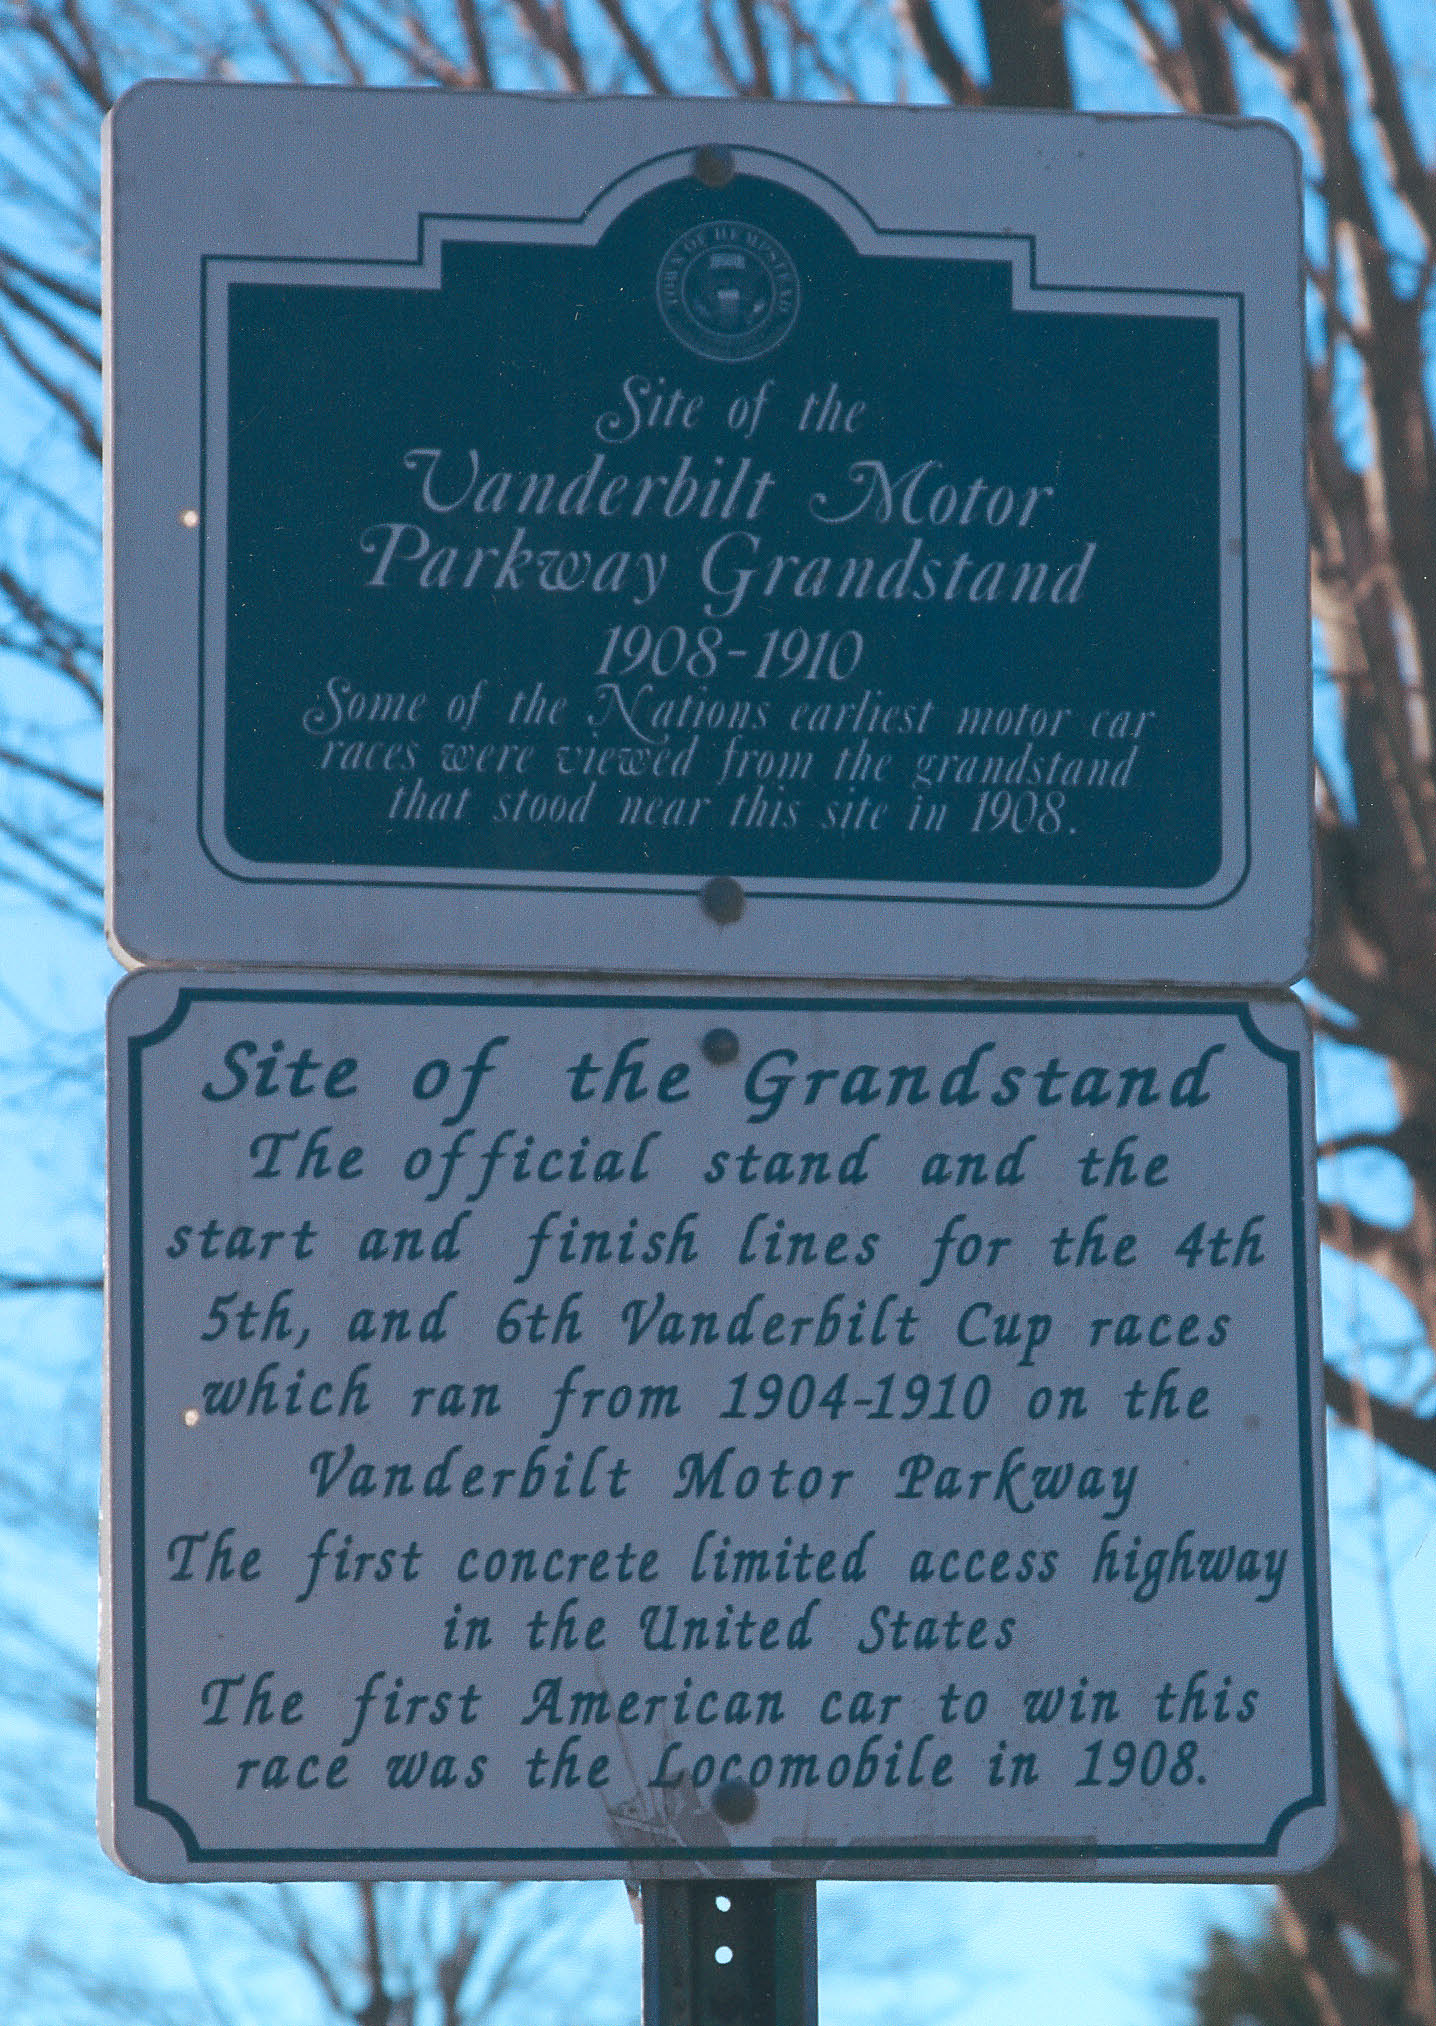 TOWN OF HEMPSTEAD
Site of the
Vanderbilt Motor
Parkway Grandstand
1908-1910
Some of the Nations earliest motor car
races were viewed from the grandstand
that stood near this site in 1908.
Site of the Grandstand
The official stand and the
start and finish lines for the 4th
5th, and 6th Vanderbilt Cup races
which ran from 1904-1910 on the
Vanderbilt Motor Parkway
The first concrete limited access highway
in the United States
The first American car to win this
race was the Locomobile in 1908.